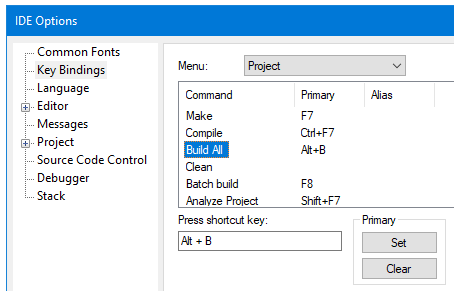 IDE Options
Common Fonts
Key Bindings
Language
Editor
Messages
Project
Source Code Control
Debugger
Stack
Menu: Project
Command Primary Alias
Make F7
Compile Ctrl+F7
Build All Alt+B
Clean
Batch build F8
Analyze Project Shift+F7
Press shortcut key: Primary
Alt + B Set
Clear